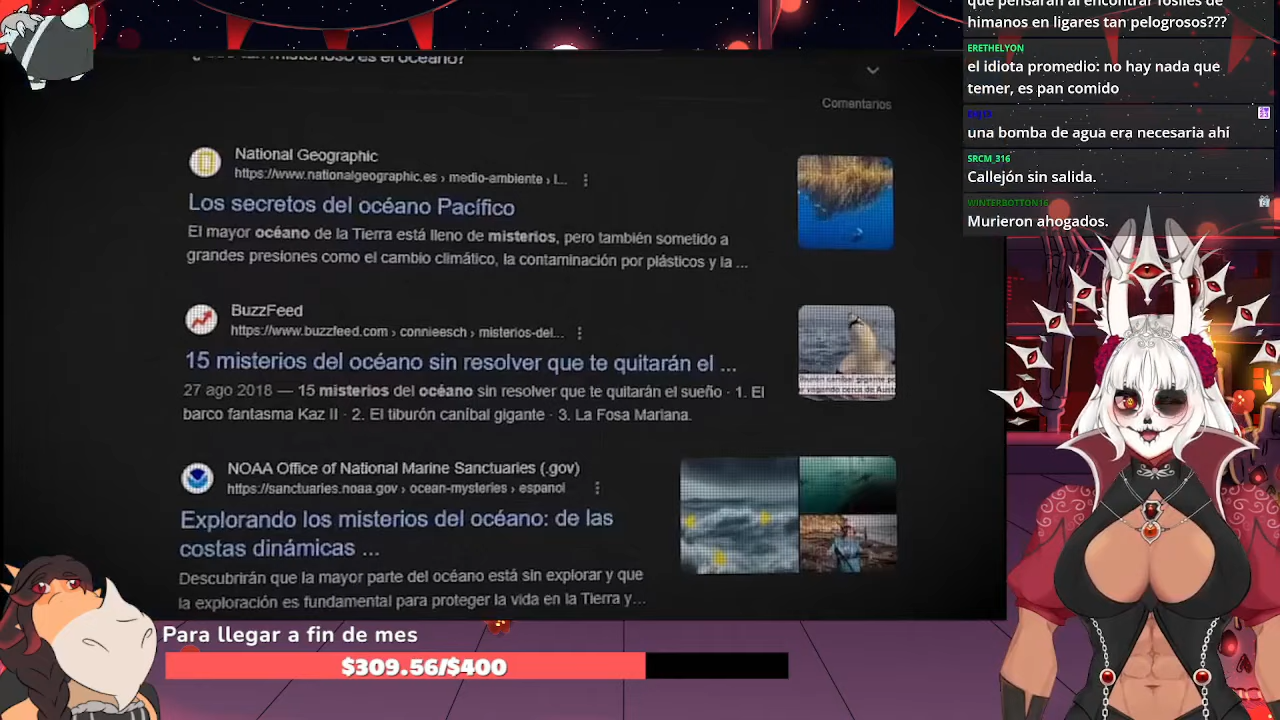 misterioso es el océano?
Comentarios
National Geographic
https://www.nationalgeographic.es › medio-ambiente › l...
Los secretos del océano Pacífico
El mayor océano de la Tierra está lleno de misterios, pero también sometido a
grandes presiones como el cambio climático, la contaminación por plásticos y la ...
BuzzFeed
https://www.buzzfeed.com › connieesch › misterios-del...
15 misterios del océano sin resolver que te quitarán el ...
27 ago 2018 — 15 misterios del océano sin resolver que te quitarán el sueño · 1. El
barco fantasma Kaz II · 2. El tiburón caníbal gigante · 3. La Fosa Mariana.
NOAA Office of National Marine Sanctuaries (.gov)
https://sanctuaries.noaa.gov › ocean-mysteries › espanol
Explorando los misterios del océano: de las
costas dinámicas ...
Descubrirán que la mayor parte del océano está sin explorar y que
la exploración es fundamental para proteger la vida en la Tierra y...
Para llegar a fin de mes
$309.56/$400
que pensaran al encontrar fosiles de
himanos en ligares tan pelogrosos???
ERETHELYON
el idiota promedio: no hay nada que
temer, es pan comido
una bomba de agua era necesaria ahí
SRCM_316
Callejón sin salida.
WINTERBOTTON16
Murieron ahogados.